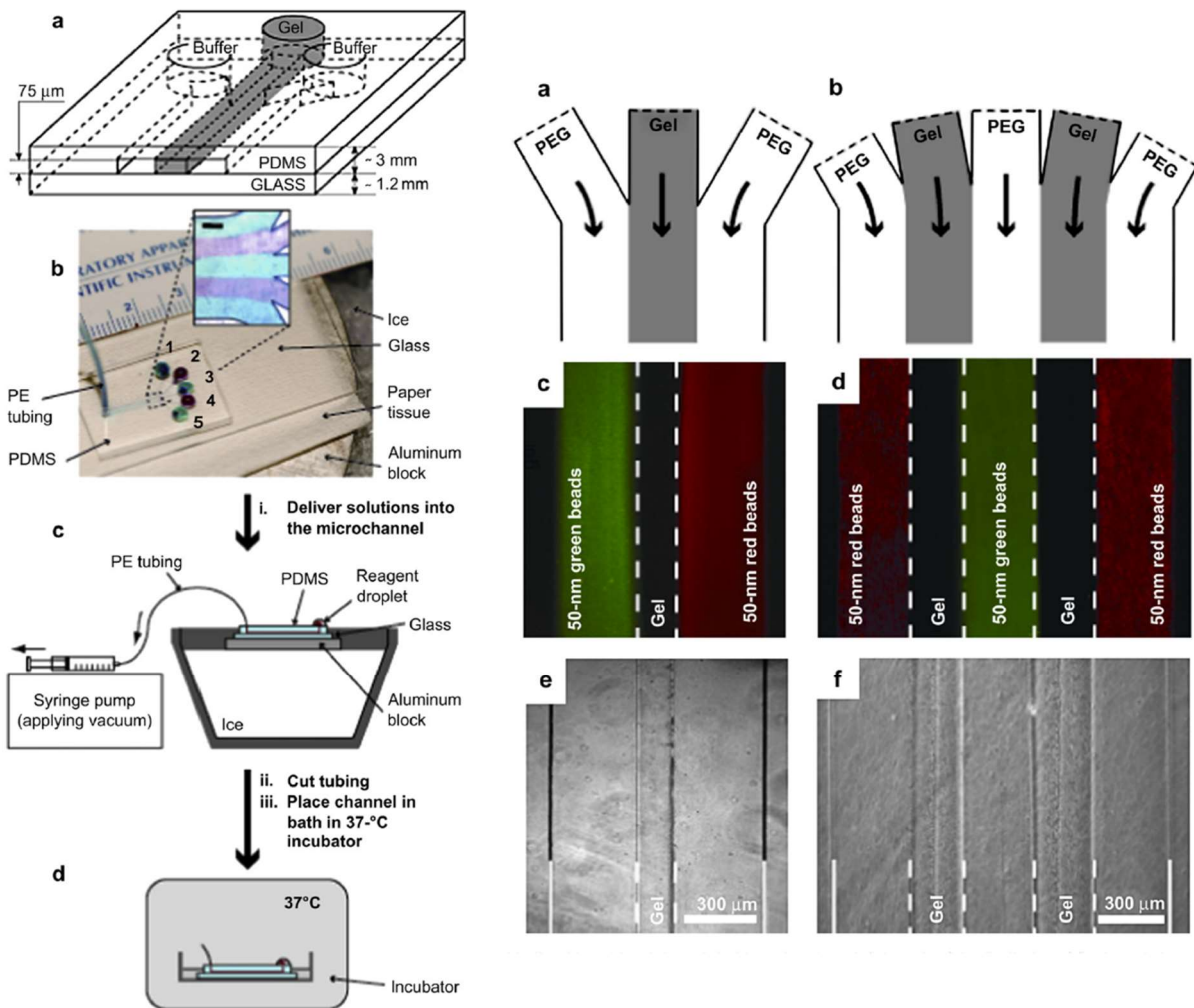 a
Gel
Buffer
Buffer
75 μm
PDMS
~ 3 mm
GLASS
~ 1.2 mm
b
1
2
3
4
5
Ice
Glass
PE
tubing
Paper
tissue
PDMS
Aluminum
block
i. Deliver solutions into
the microchannel
c
PE tubing
PDMS
Reagent
droplet
Glass
Syringe pump
(applying vacuum)
Aluminum
block
Ice
ii. Cut tubing
iii. Place channel in
bath in 37-°C
incubator
d
37°C
Incubator
a
PEG
Gel
PEG
b
PEG
Gel
PEG
Gel
PEG
c
50-nm green beads
Gel
50-nm red beads
d
50-nm red beads
Gel
50-nm green beads
Gel
50-nm red beads
e
Gel
300 μm
f
Gel
Gel
300 μm